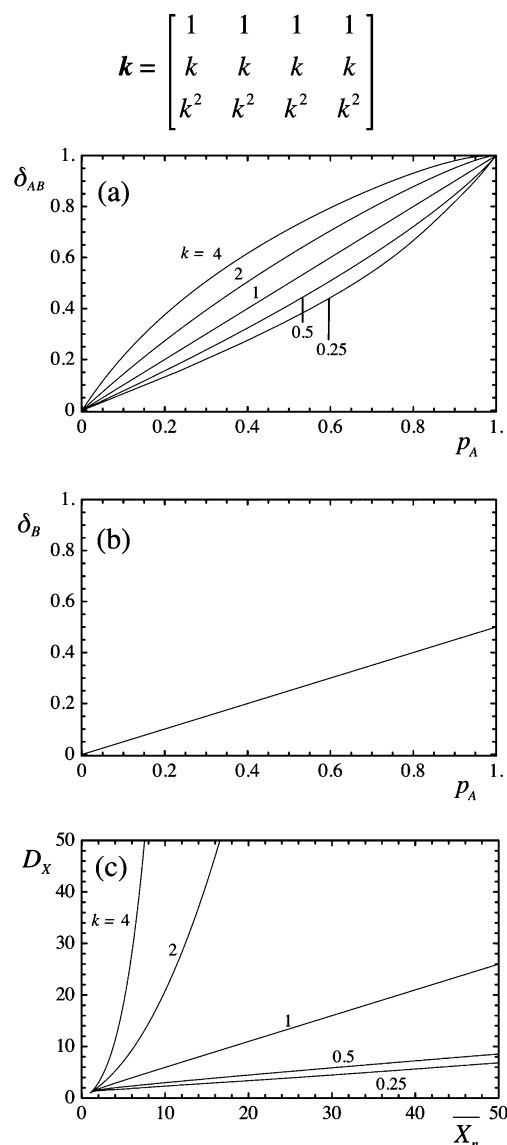 k = [ 1 1 1 1
k k k k
k² k² k² k² ]
δ_AB
(a)
1.
0.8
0.6
0.4
0.2
0
k = 4
2
1
0.5
0.25
0 0.2 0.4 0.6 0.8 1.
p_A
δ_B
(b)
1.
0.8
0.6
0.4
0.2
0
0 0.2 0.4 0.6 0.8 1.
p_A
D_X
(c)
50
40
30
20
10
0
k = 4
2
1
0.5
0.25
0 10 20 30 40 50
X̅_n